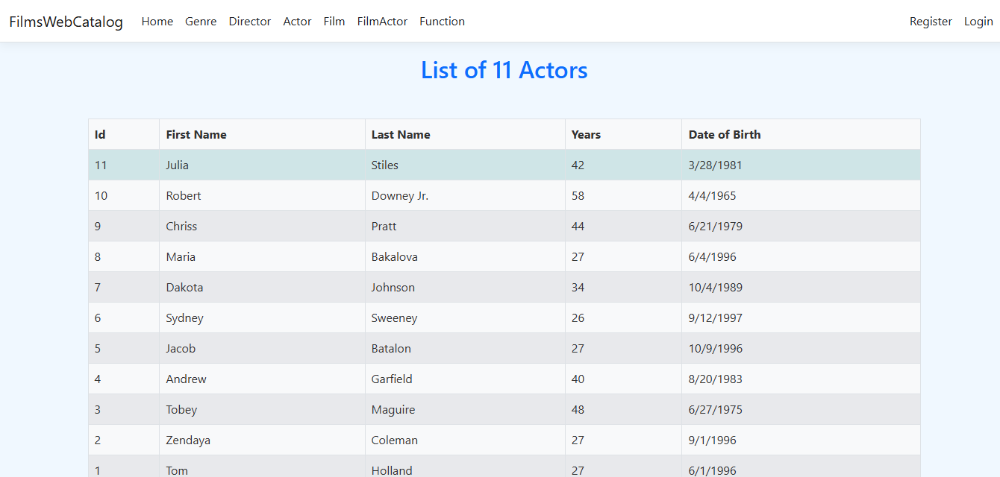 FilmsWebCatalog Home Genre Director Actor Film FilmActor Function Register Login
List of 11 Actors
Id First Name Last Name Years Date of Birth
11 Julia Stiles 42 3/28/1981
10 Robert Downey Jr. 58 4/4/1965
9 Chriss Pratt 44 6/21/1979
8 Maria Bakalova 27 6/4/1996
7 Dakota Johnson 34 10/4/1989
6 Sydney Sweeney 26 9/12/1997
5 Jacob Batalon 27 10/9/1996
4 Andrew Garfield 40 8/20/1983
3 Tobey Maguire 48 6/27/1975
2 Zendaya Coleman 27 9/1/1996
1 Tom Holland 27 6/1/1996